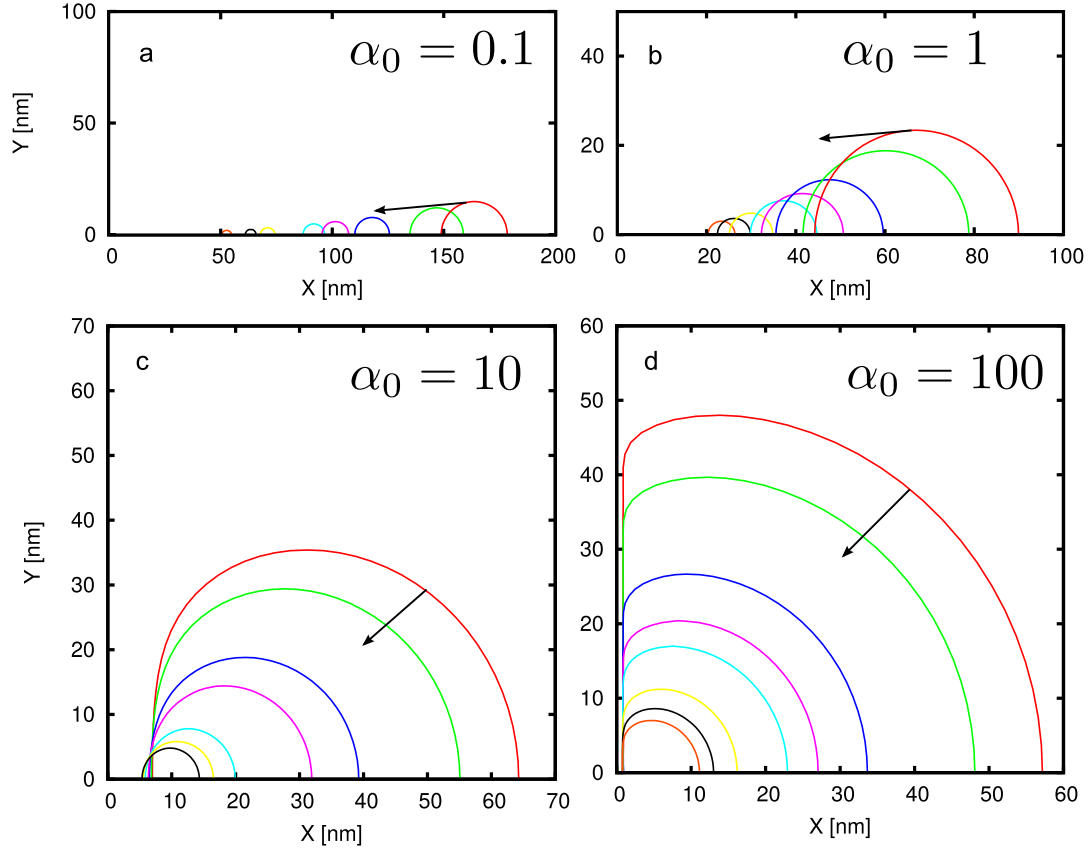 a
α₀ = 0.1
Y [nm]
100
50
0
0 50 100 150 200
X [nm]
b
α₀ = 1
40
20
0
0 20 40 60 80 100
X [nm]
c
α₀ = 10
Y [nm]
70
60
50
40
30
20
10
0
0 10 20 30 40 50 60 70
X [nm]
d
α₀ = 100
60
50
40
30
20
10
0
0 10 20 30 40 50 60
X [nm]